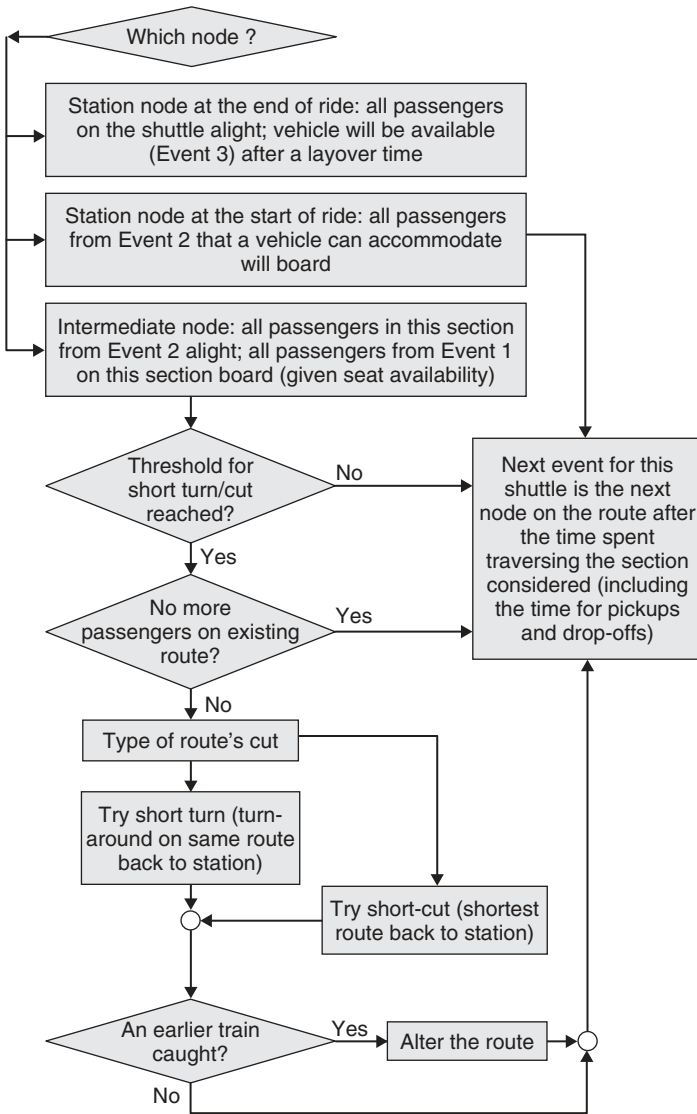 Which node ?
Station node at the end of ride: all passengers
on the shuttle alight; vehicle will be available
(Event 3) after a layover time
Station node at the start of ride: all passengers
from Event 2 that a vehicle can accommodate
will board
Intermediate node: all passengers in this section
from Event 2 alight; all passengers from Event 1
on this section board (given seat availability)
Threshold for
short turn/cut
reached?
No
Yes
Next event for this
shuttle is the next
node on the route after
the time spent
traversing the section
considered (including
the time for pickups
and drop-offs)
No more
passengers on existing
route?
Yes
No
Type of route's cut
Try short turn (turn-
around on same route
back to station)
Try short-cut (shortest
route back to station)
An earlier train
caught?
Yes
Alter the route
No